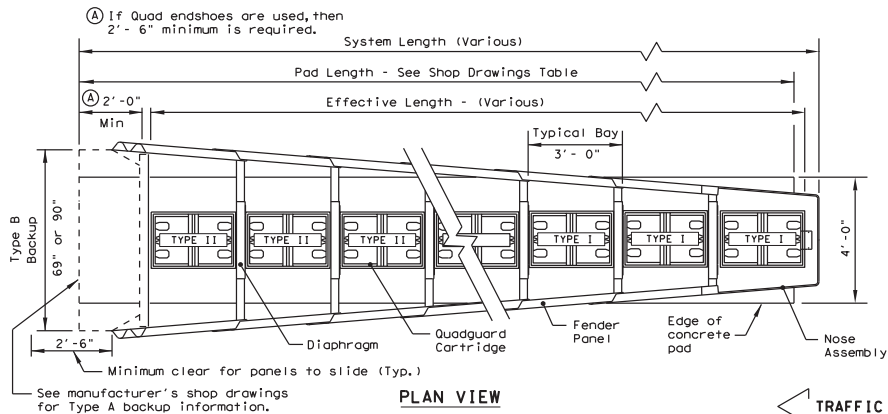 Ⓐ If Quad endshoes are used, then
2'- 6" minimum is required.
System Length (Various)
Pad Length - See Shop Drawings Table
Ⓐ 2'-0"
Min
Effective Length - (Various)
Typical Bay
3'- 0"
Type B
Backup
69" or 90"
TYPE II
TYPE II
TYPE II
TYPE I
TYPE I
TYPE I
4'-0"
2'-6"
Diaphragm
Quadguard
Cartridge
Fender
Panel
Edge of
concrete
pad
Nose
Assembly
Minimum clear for panels to slide (Typ.)
See manufacturer's shop drawings
for Type A backup information.
PLAN VIEW
TRAFFIC